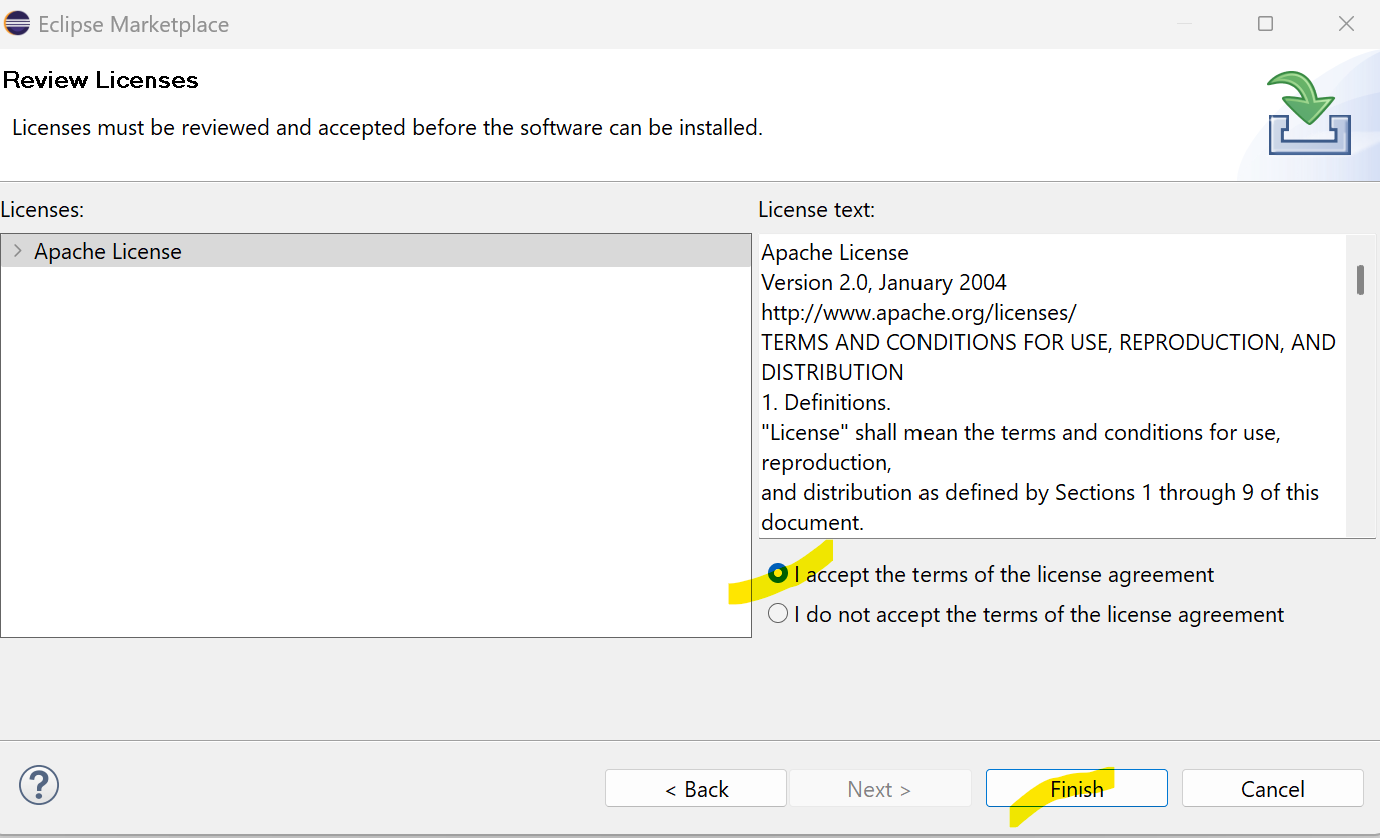 Eclipse Marketplace
Review Licenses
Licenses must be reviewed and accepted before the software can be installed.
Licenses:
Apache License
License text:
Apache License
Version 2.0, January 2004
http://www.apache.org/licenses/
TERMS AND CONDITIONS FOR USE, REPRODUCTION, AND
DISTRIBUTION
1. Definitions.
"License" shall mean the terms and conditions for use,
reproduction,
and distribution as defined by Sections 1 through 9 of this
document.
I accept the terms of the license agreement
I do not accept the terms of the license agreement
?
< Back
Next >
Finish
Cancel